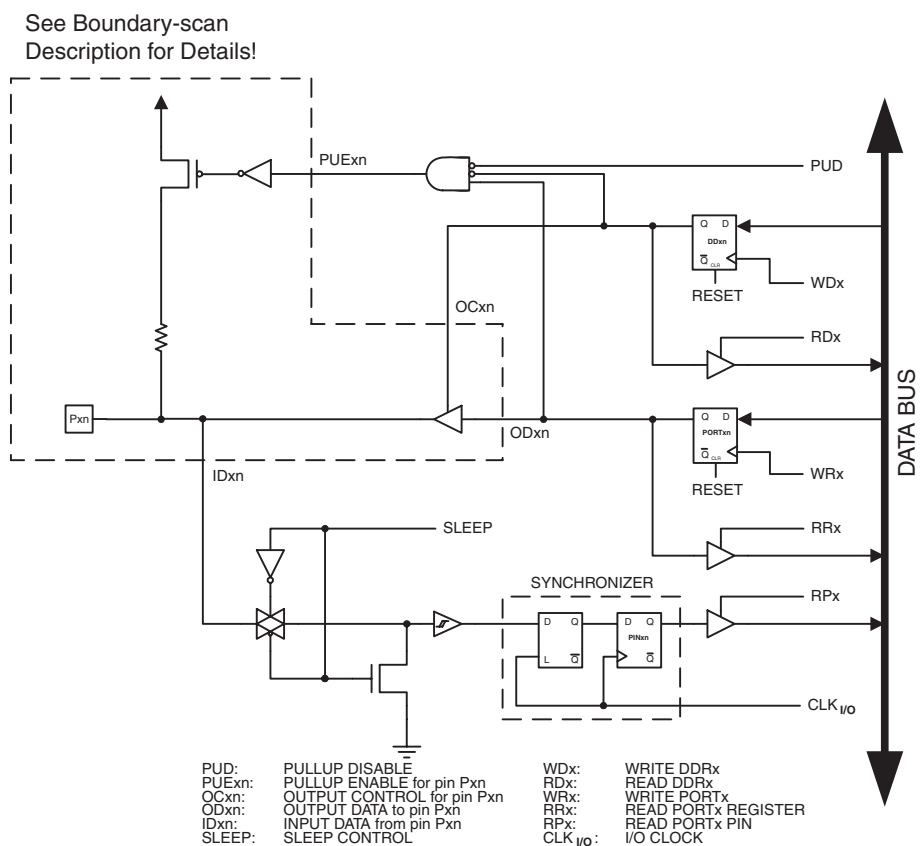 See Boundary-scan
Description for Details!
PUExn
PUD
Q D
DDxn
Q CLR
WDx
RESET
OCxn
RDx
Pxn
ODxn
Q D
PORTxn
Q CLR
WRx
RESET
IDxn
DATA BUS
SLEEP
RRx
SYNCHRONIZER
RPx
D Q
L Q
D Q
PINxn
Q
CLK I/O
PUD: PULLUP DISABLE
PUExn: PULLUP ENABLE for pin Pxn
OCxn: OUTPUT CONTROL for pin Pxn
ODxn: OUTPUT DATA to pin Pxn
IDxn: INPUT DATA from pin Pxn
SLEEP: SLEEP CONTROL
WDx: WRITE DDRx
RDx: READ DDRx
WRx: WRITE PORTx
RRx: READ PORTx REGISTER
RPx: READ PORTx PIN
CLK I/O: I/O CLOCK